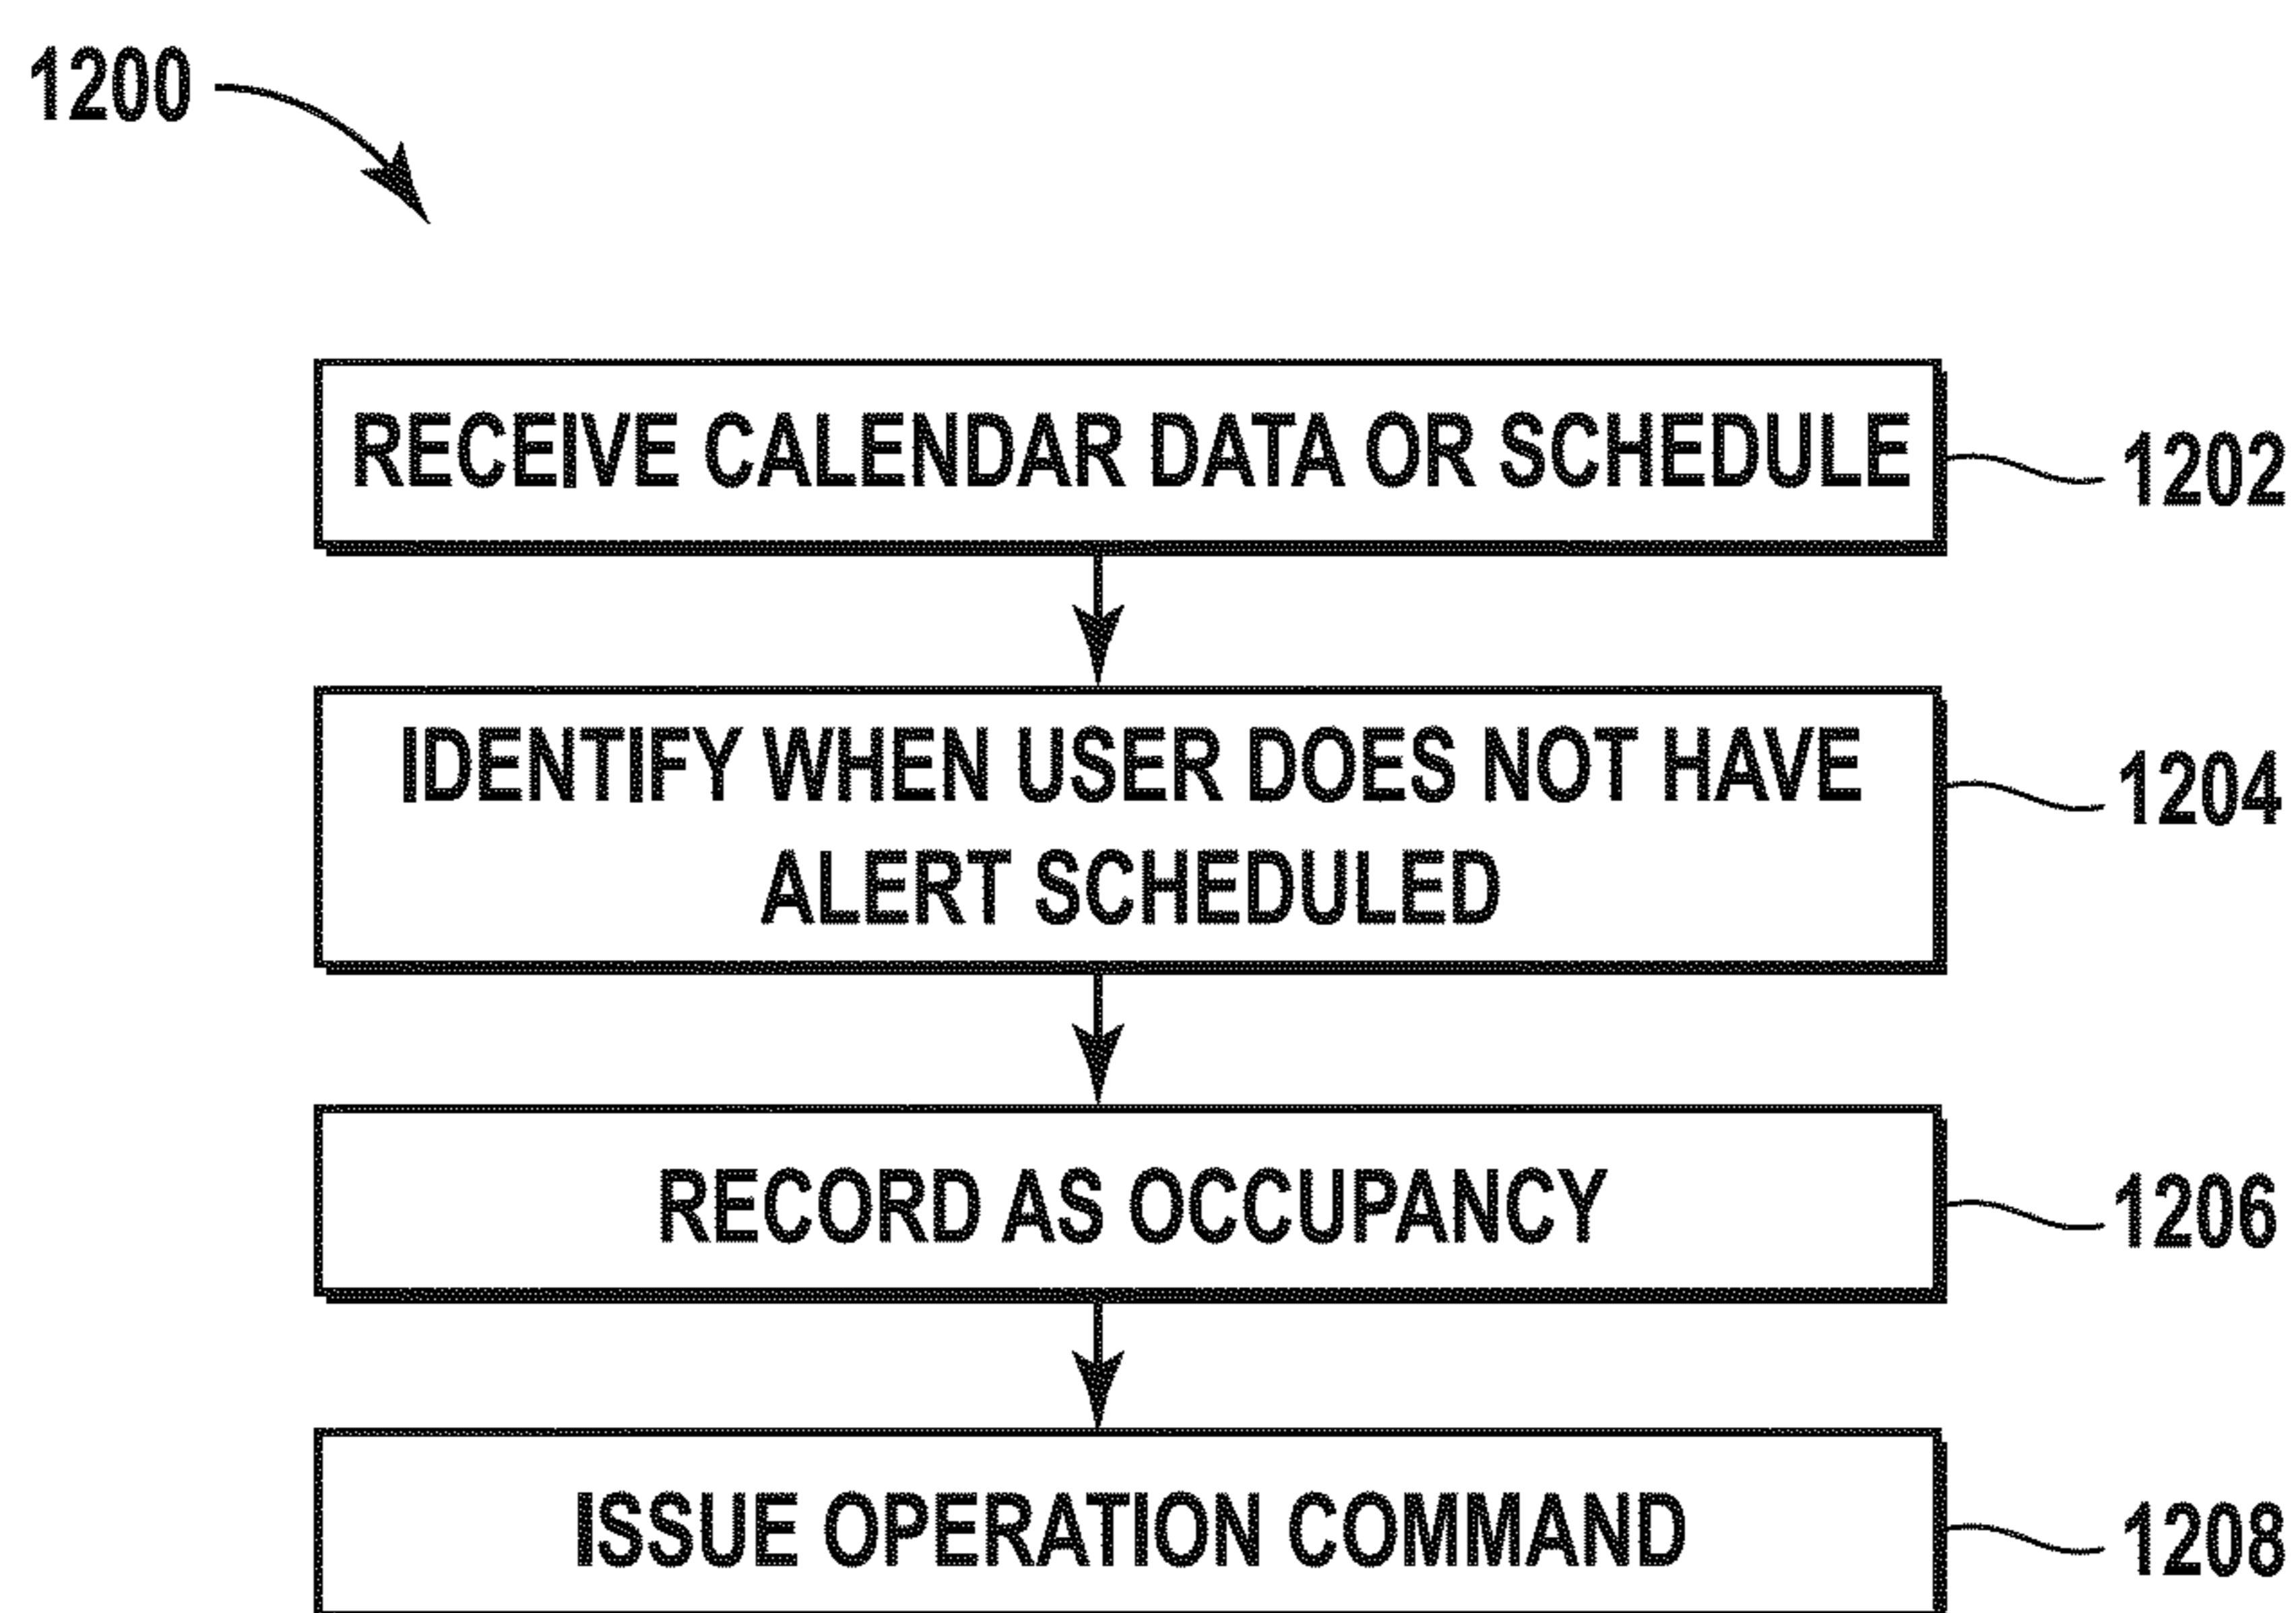 1200
RECEIVE CALENDAR DATA OR SCHEDULE
1202
IDENTIFY WHEN USER DOES NOT HAVE
ALERT SCHEDULED
1204
RECORD AS OCCUPANCY
1206
ISSUE OPERATION COMMAND
1208